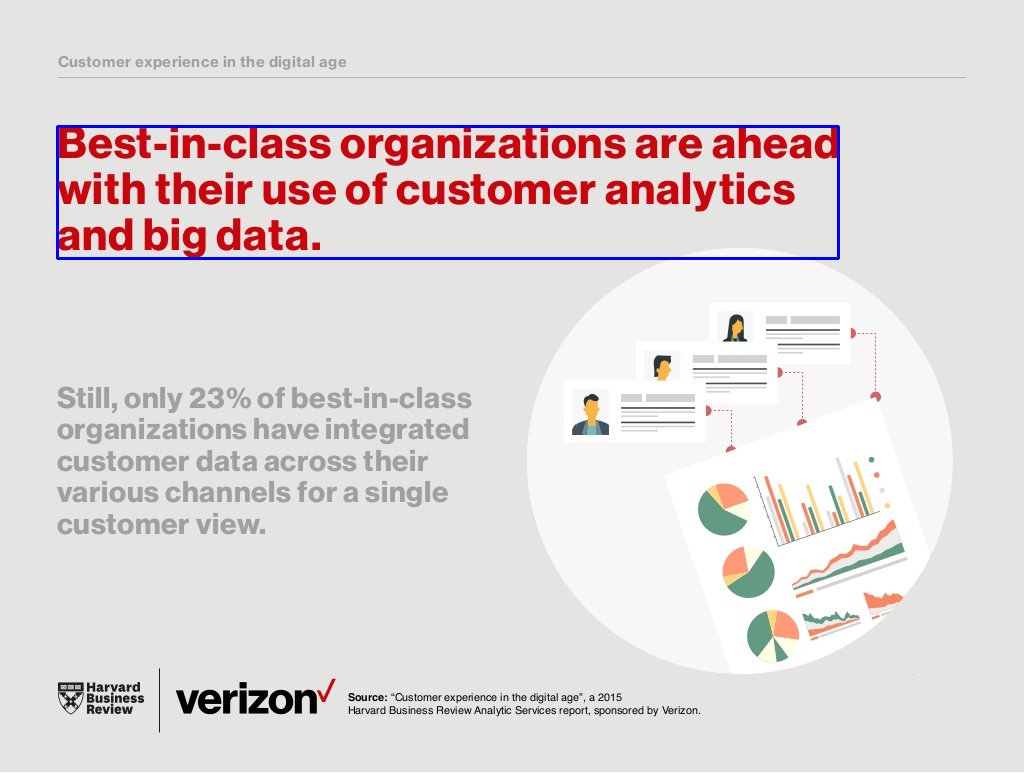 Customer experience in the digital age
Best-in-class organizations are ahead
with their use of customer analytics
and big data.
Still, only 23% of best-in-class
organizations have integrated
customer data across their
various channels for a single
customer view.
Harvard
Business
Review
verizon✓
Source: “Customer experience in the digital age”, a 2015
Harvard Business Review Analytic Services report, sponsored by Verizon.